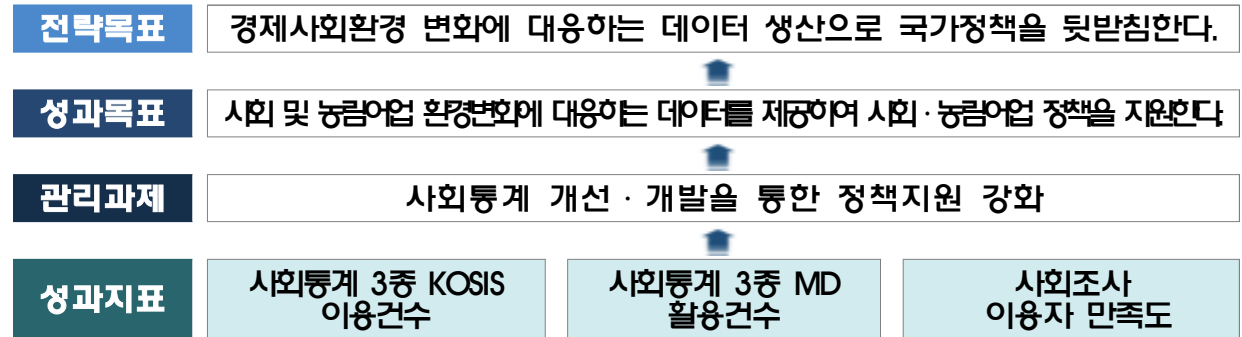 전략목표
경제사회환경 변화에 대응하는 데이터 생산으로 국가정책을 뒷받침한다.
성과목표
사회 및 농림어업 환경변화에 대응하는 데이터를 제공하여 사회·농림어업 정책을 지원한다.
관리과제
사회통계 개선·개발을 통한 정책지원 강화
성과지표
사회통계 3종 KOSIS
이용건수
사회통계 3종 MD
활용건수
사회조사
이용자 만족도